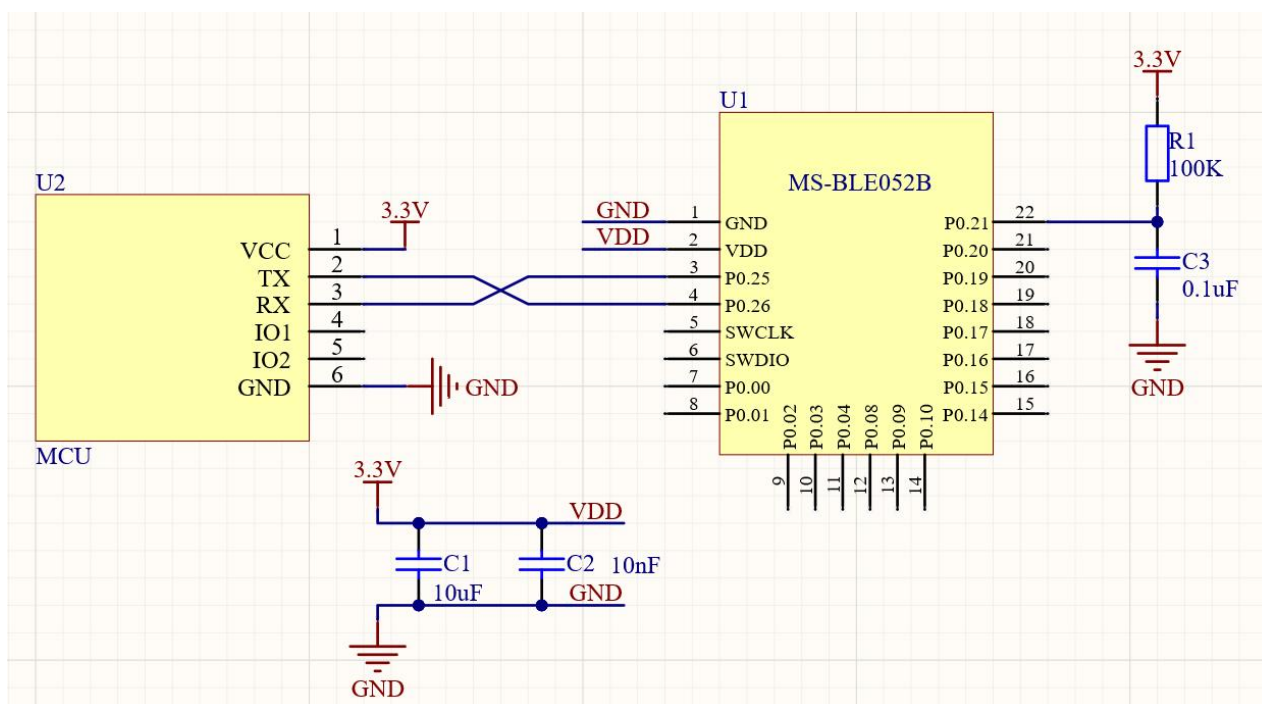 U2
VCC 1
TX 2
RX 3
IO1 4
IO2 5
GND 6
MCU
3.3V
GND
3.3V
VDD
C1
10uF
C2 10nF
GND
GND
U1
MS-BLE052B
GND 1 GND
VDD 2 VDD
3 P0.25
4 P0.26
5 SWCLK
6 SWDIO
7 P0.00
8 P0.01
P0.02 9
P0.03 10
P0.04 11
P0.08 12
P0.09 13
P0.10 14
P0.21 22
P0.20 21
P0.19 20
P0.18 19
P0.17 18
P0.16 17
P0.15 16
P0.14 15
3.3V
R1
100K
C3
0.1uF
GND